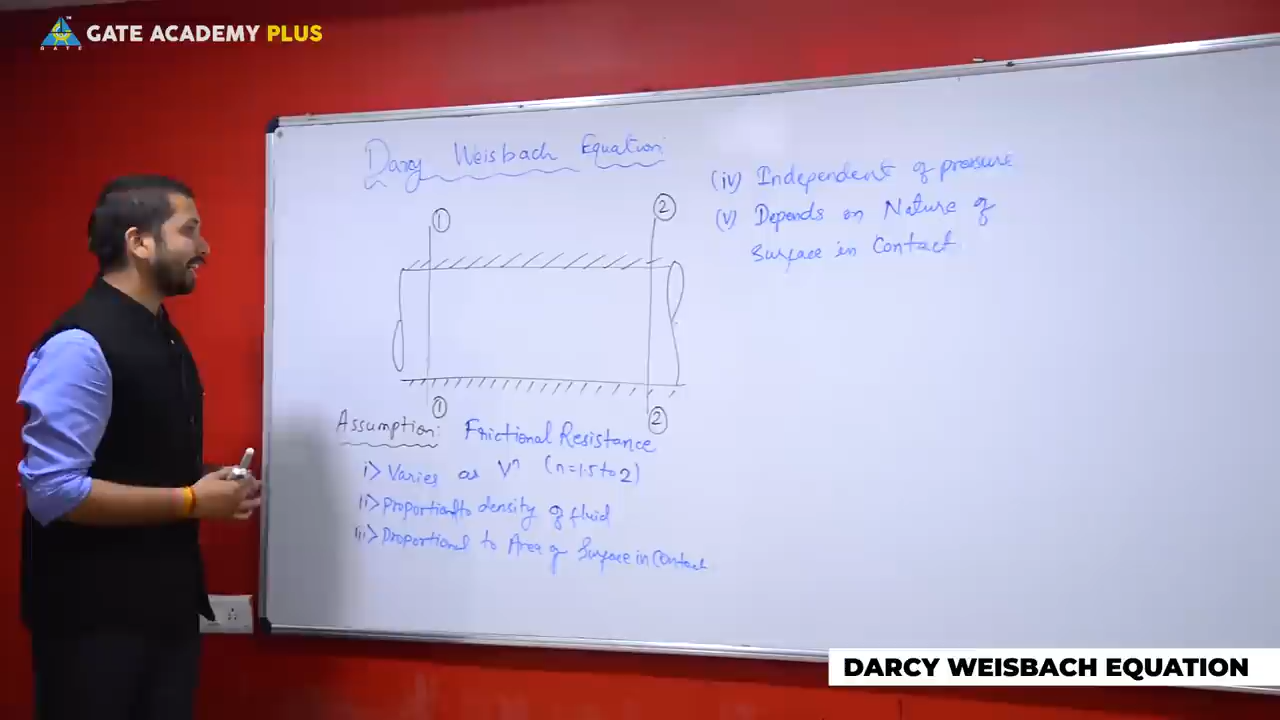 GATE ACADEMY PLUS
GATE
Darcy Weisbach Equation
1
2
1
2
Assumption: Frictional Resistance
i> Varies as Vⁿ (n=1.5 to 2)
ii> Proportional to density of fluid
iii> Proportional to Area of Surface in Contact
(iv) Independent of pressure
(v) Depends on Nature of
Surface in Contact
DARCY WEISBACH EQUATION